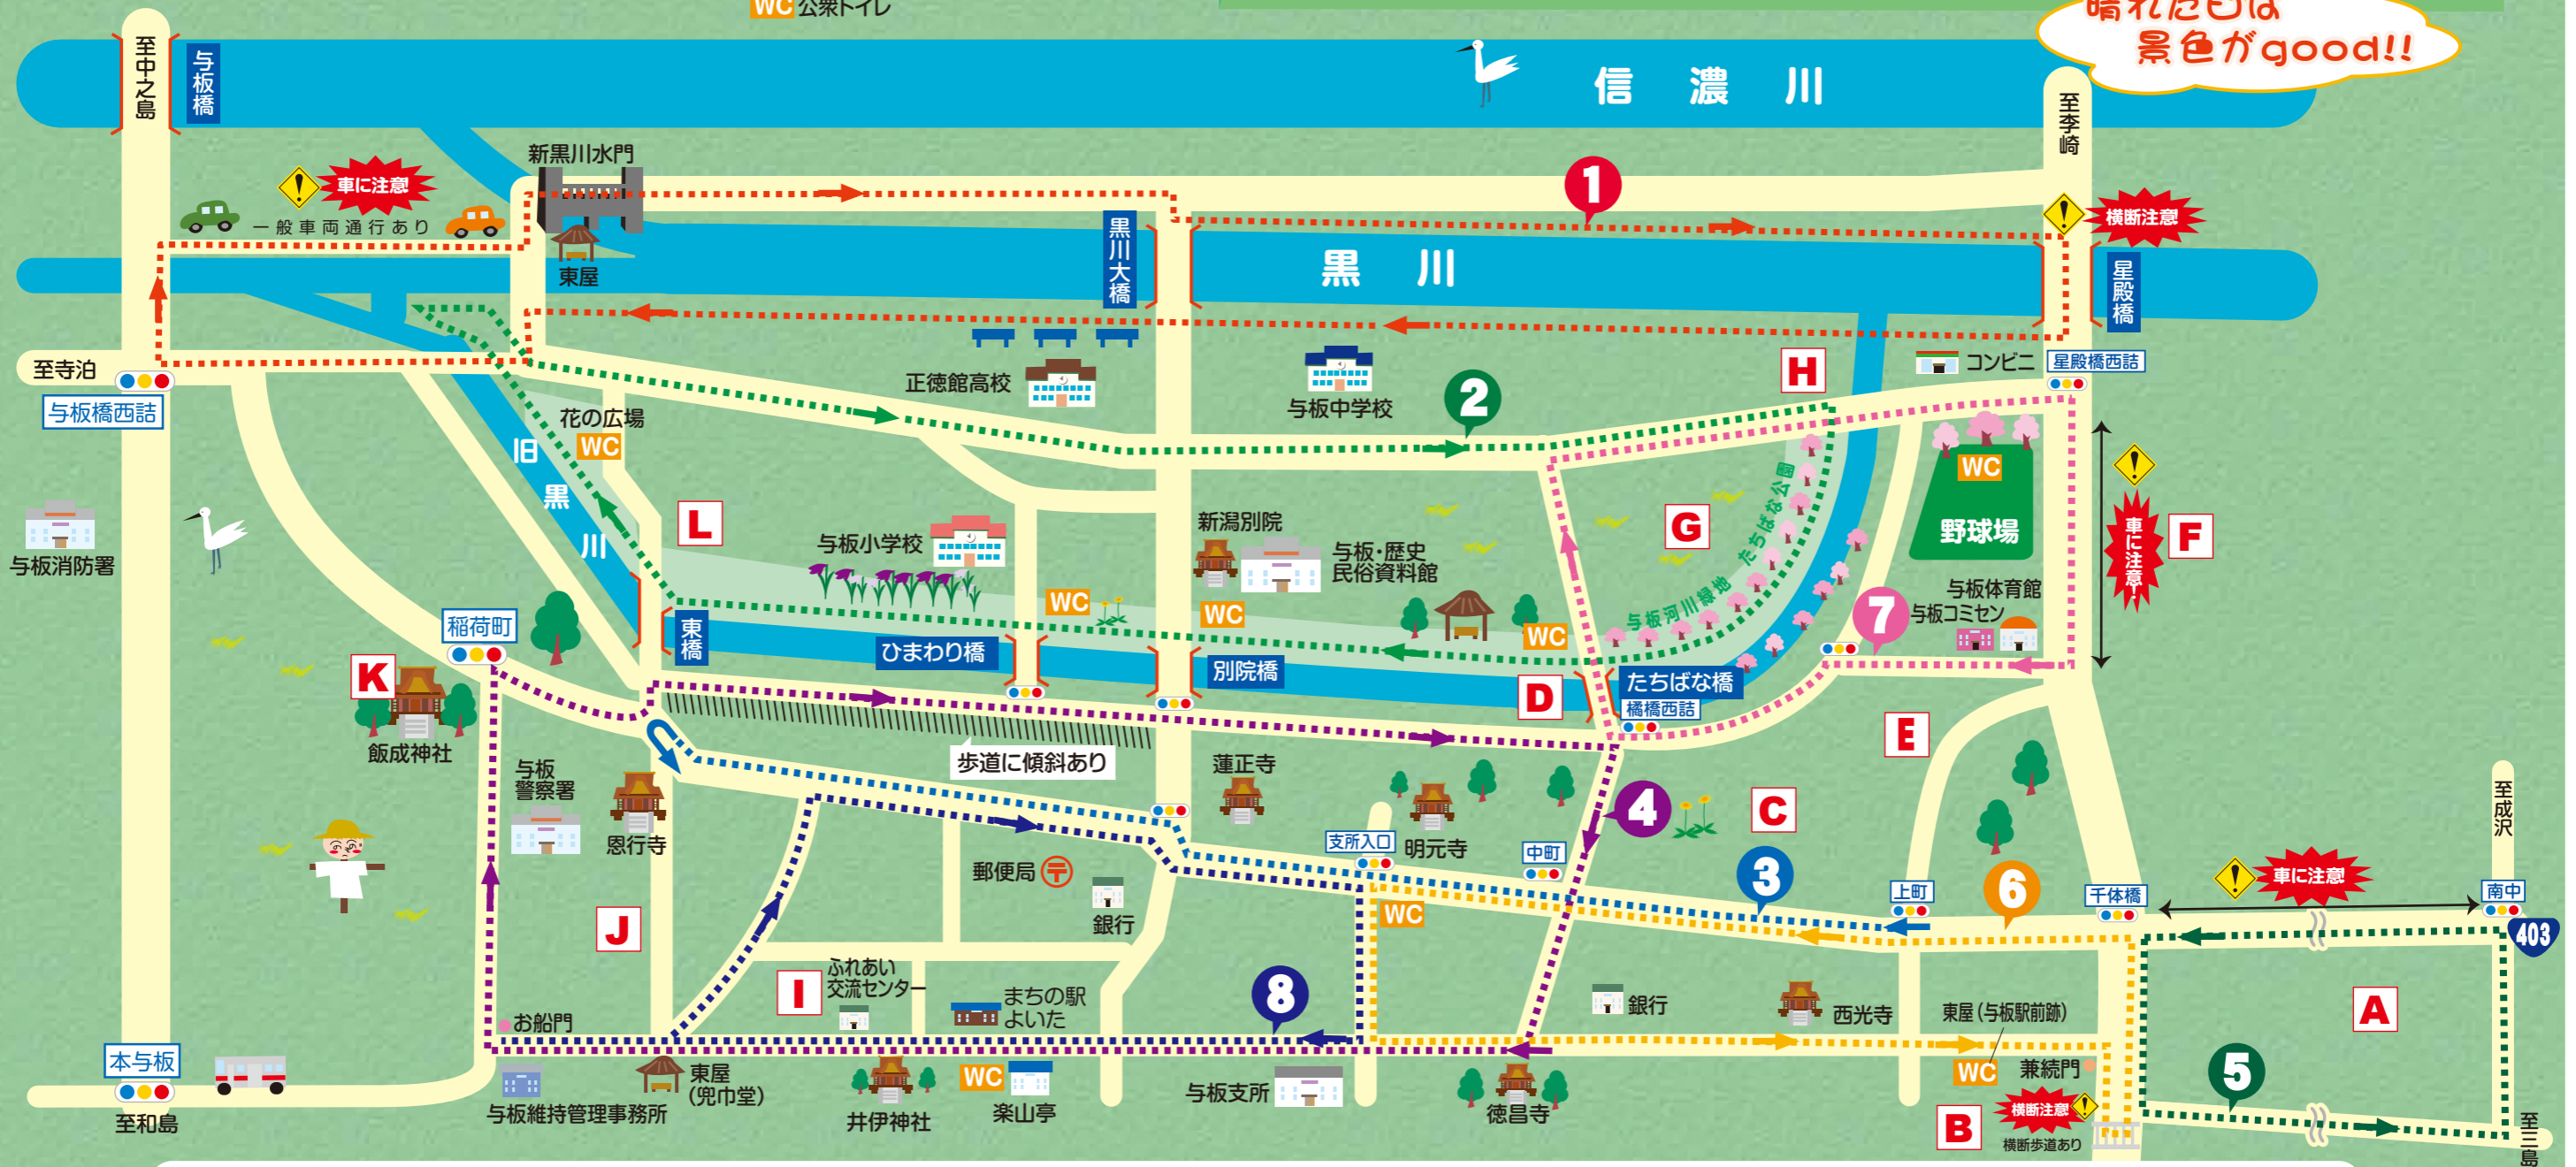 WC 公衆トイレ
晴れた日は
景色がgood!!
至中之島
与板橋
信濃川
至李崎
新黒川水門
車に注意!
一般車両通行あり
東屋
黒川大橋
1
横断注意!
黒川
星殿橋
至寺泊
与板橋西詰
正徳館高校
与板中学校
2
H
コンビニ
星殿橋西詰
花の広場
WC
旧黒川
WC
野球場
車に注意!
F
与板消防署
L
与板小学校
新潟別院
与板・歴史
民俗資料館
G
与板河川緑地 たちばな公園
与板体育館
与板コミセン
7
WC
WC
WC
稲荷町
東橋
ひまわり橋
別院橋
D
たちばな橋
橘橋西詰
K
飯成神社
E
歩道に傾斜あり
蓮正寺
与板
警察署
恩行寺
4
C
至成沢
支所入口
明元寺
中町
3
上町
6
千体橋
車に注意!
南中
403
郵便局
銀行
WC
J
I
ふれあい
交流センター
まちの駅
よいた
8
銀行
西光寺
東屋(与板駅前跡)
A
お船門
本与板
至和島
与板維持管理事務所
東屋
(兜巾堂)
井伊神社
WC
楽山亭
与板支所
徳昌寺
WC
兼続門
5
B
横断注意!
横断歩道あり
至三島